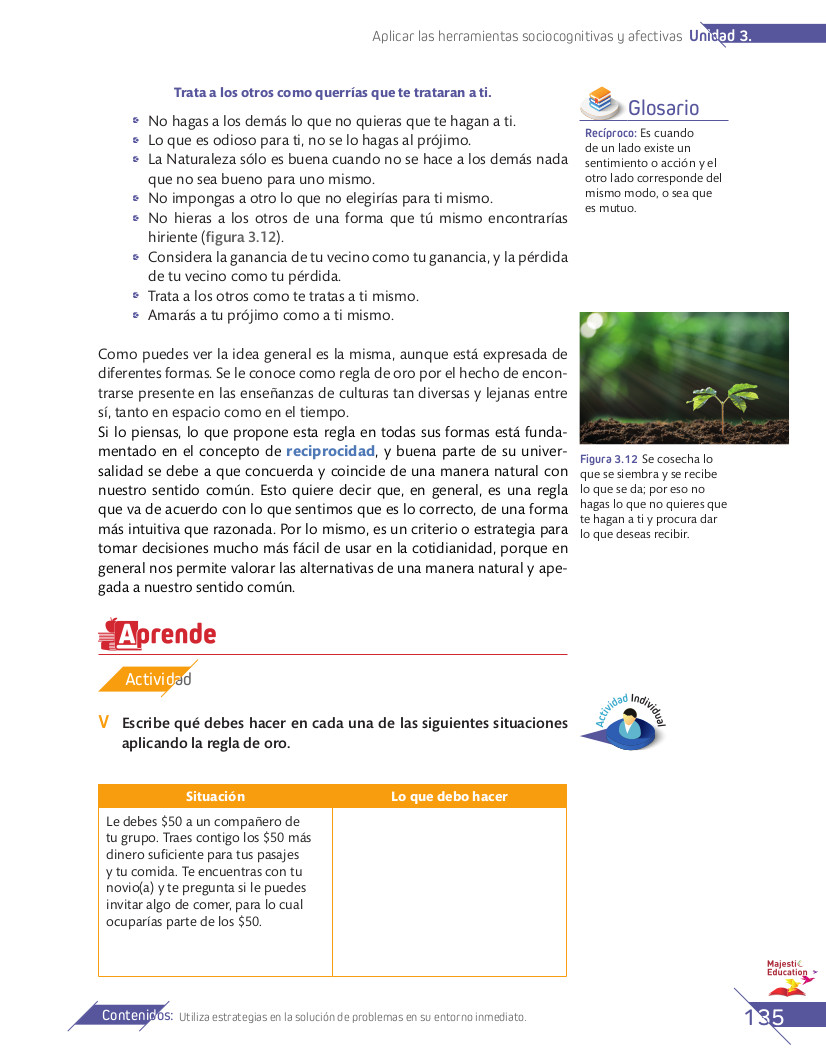 Aplicar las herramientas sociocognitivas y afectivas Unidad 3.
Trata a los otros como querrías que te trataran a ti.
No hagas a los demás lo que no quieras que te hagan a ti.
Lo que es odioso para ti, no se lo hagas al prójimo.
La Naturaleza sólo es buena cuando no se hace a los demás nada
que no sea bueno para uno mismo.
No impongas a otro lo que no elegirías para ti mismo.
No hieras a los otros de una forma que tú mismo encontrarías
hiriente (figura 3.12).
Considera la ganancia de tu vecino como tu ganancia, y la pérdida
de tu vecino como tu pérdida.
Trata a los otros como te tratas a ti mismo.
Amarás a tu prójimo como a ti mismo.
Glosario
Recíproco: Es cuando
de un lado existe un
sentimiento o acción y el
otro lado corresponde del
mismo modo, o sea que
es mutuo.
Como puedes ver la idea general es la misma, aunque está expresada de
diferentes formas. Se le conoce como regla de oro por el hecho de encon-
trarse presente en las enseñanzas de culturas tan diversas y lejanas entre
sí, tanto en espacio como en el tiempo.
Si lo piensas, lo que propone esta regla en todas sus formas está funda-
mentado en el concepto de reciprocidad, y buena parte de su univer-
salidad se debe a que concuerda y coincide de una manera natural con
nuestro sentido común. Esto quiere decir que, en general, es una regla
que va de acuerdo con lo que sentimos que es lo correcto, de una forma
más intuitiva que razonada. Por lo mismo, es un criterio o estrategia para
tomar decisiones mucho más fácil de usar en la cotidianidad, porque en
general nos permite valorar las alternativas de una manera natural y ape-
gada a nuestro sentido común.
Figura 3.12 Se cosecha lo
que se siembra y se recibe
lo que se da; por eso no
hagas lo que no quieres que
te hagan a ti y procura dar
lo que deseas recibir.
Aprende
Actividad
V Escribe qué debes hacer en cada una de las siguientes situaciones
aplicando la regla de oro.
Actividad Individual
Situación
Lo que debo hacer
Le debes $50 a un compañero de
tu grupo. Traes contigo los $50 más
dinero suficiente para tus pasajes
y tu comida. Te encuentras con tu
novio(a) y te pregunta si le puedes
invitar algo de comer, para lo cual
ocuparías parte de los $50.
Majestic
Education
Contenidos: Utiliza estrategias en la solución de problemas en su entorno inmediato.
135